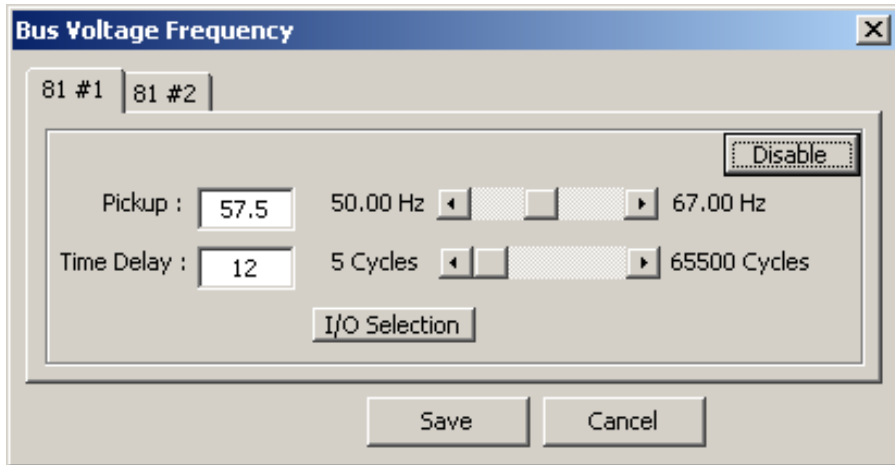 Bus Voltage Frequency
81 #1 81 #2
Disable
Pickup : 57.5 50.00 Hz 67.00 Hz
Time Delay : 12 5 Cycles 65500 Cycles
I/O Selection
Save Cancel